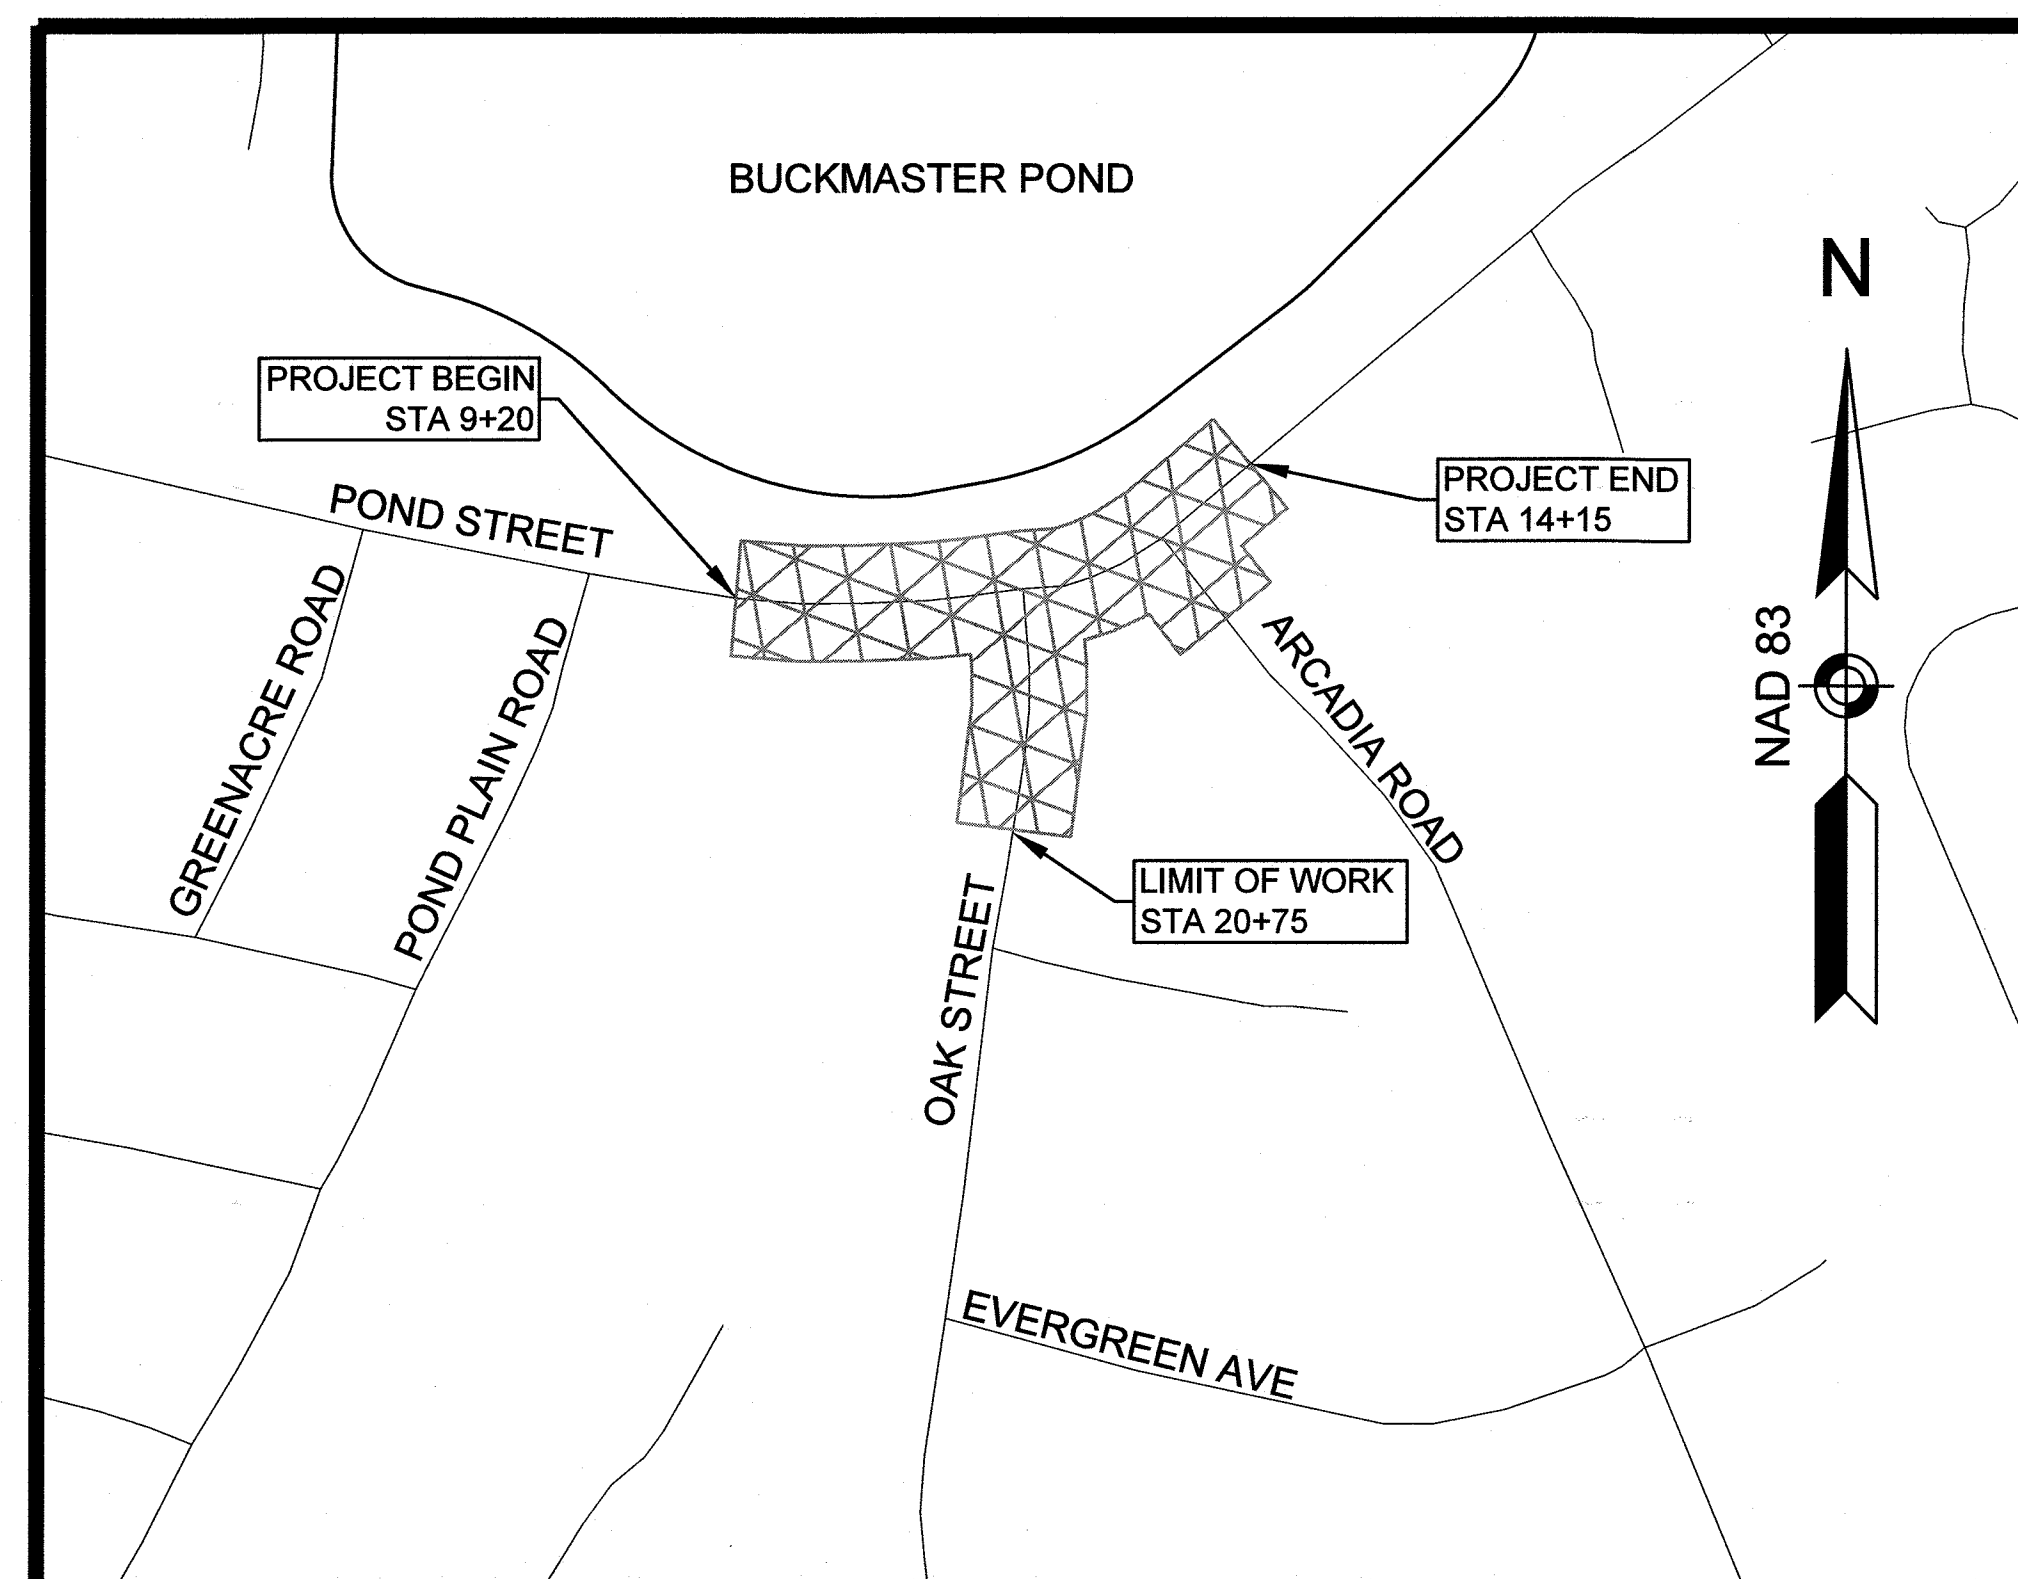 BUCKMASTER POND
N
PROJECT BEGIN
STA 9+20
PROJECT END
STA 14+15
POND STREET
GREENACRE ROAD
POND PLAIN ROAD
ARCADIA ROAD
NAD 83
LIMIT OF WORK
STA 20+75
OAK STREET
EVERGREEN AVE